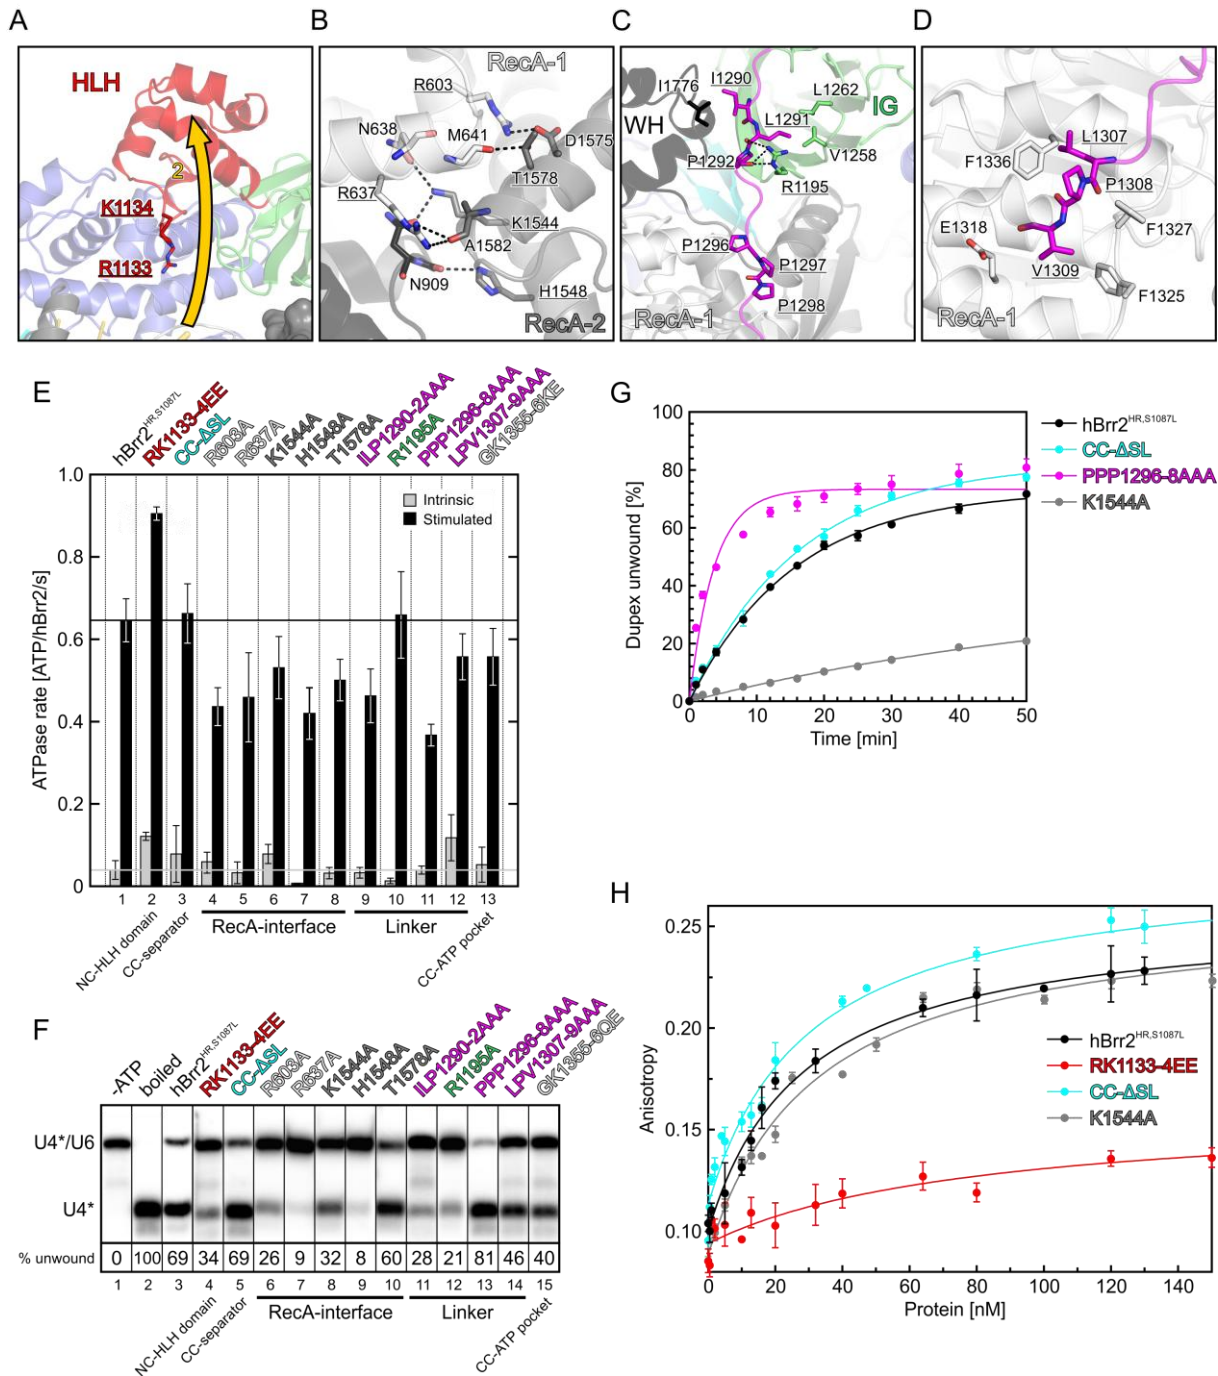 A
HLH
2
K1134
R1133
B
RecA-1
R603
N638
M641
D1575
T1578
R637
K1544
A1582
N909
H1548
RecA-2
C
I1290
L1262
I1776
IG
WH
L1291
P1292
V1258
R1195
P1296
P1297
P1298
RecA-1
D
L1307
F1336
P1308
E1318
F1327
V1309
F1325
RecA-1
E
hBrr2HR,S1087L
RK1133-4EE
CC-ΔSL
R603A
R637A
K1544A
H1548A
T1578A
ILP1290-2AAA
R1195A
PPP1296-8AAA
LPV1307-9AAA
GK1355-6KE
1.0
0.8
0.6
0.4
0.2
0
ATPase rate [ATP/hBrr2/s]
Intrinsic
Stimulated
1 2 3 4 5 6 7 8 9 10 11 12 13
NC-HLH domain
CC-separator
RecA-interface
Linker
CC-ATP pocket
F
-ATP
boiled
hBrr2HR,S1087L
RK1133-4EE
CC-ΔSL
R603A
R637A
K1544A
H1548A
T1578A
ILP1290-2AAA
R1195A
PPP1296-8AAA
LPV1307-9AAA
GK1355-6QE
U4*/U6
U4*
% unwound 0 100 69 34 69 26 9 32 8 60 28 21 81 46 40
1 2 3 4 5 6 7 8 9 10 11 12 13 14 15
NC-HLH domain
CC-separator
RecA-interface
Linker
CC-ATP pocket
G
100
80
60
40
20
0
Dupex unwound [%]
0 10 20 30 40 50
Time [min]
hBrr2HR,S1087L
CC-ΔSL
PPP1296-8AAA
K1544A
H
0.25
0.20
0.15
0.10
Anisotropy
0 20 40 60 80 100 120 140
Protein [nM]
hBrr2HR,S1087L
RK1133-4EE
CC-ΔSL
K1544A